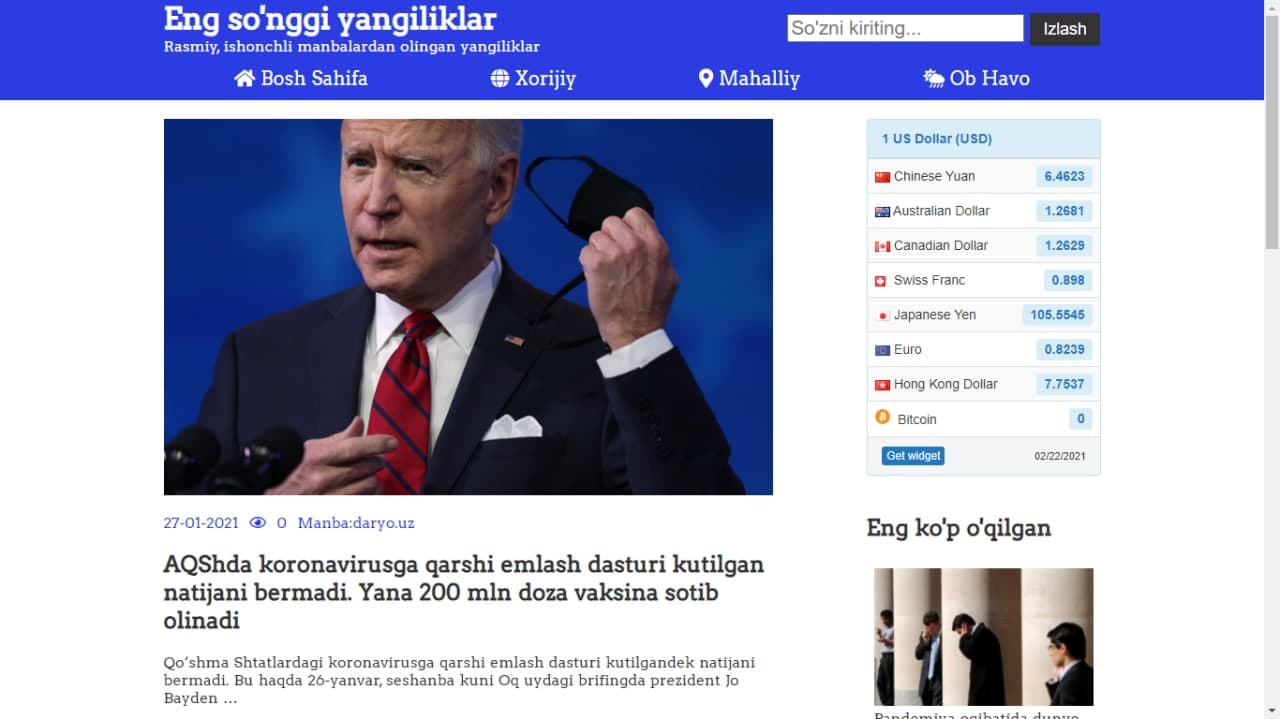 Eng so'nggi yangiliklar
Rasmiy, ishonchli manbalardan olingan yangiliklar
So'zni kiriting...
Izlash
Bosh Sahifa
Xorijiy
Mahalliy
Ob Havo
27-01-2021 0 Manba:daryo.uz
AQShda koronavirusga qarshi emlash dasturi kutilgan
natijani bermadi. Yana 200 mln doza vaksina sotib
olinadi
Qo‘shma Shtatlardagi koronavirusga qarshi emlash dasturi kutilgandek natijani
bermadi. Bu haqda 26-yanvar, seshanba kuni Oq uydagi brifingda prezident Jo
Bayden ...
1 US Dollar (USD)
Chinese Yuan 6.4623
Australian Dollar 1.2681
Canadian Dollar 1.2629
Swiss Franc 0.898
Japanese Yen 105.5545
Euro 0.8239
Hong Kong Dollar 7.7537
Bitcoin 0
Get widget 02/22/2021
Eng ko'p o'qilgan
Pandemiya oqibatida dunyo